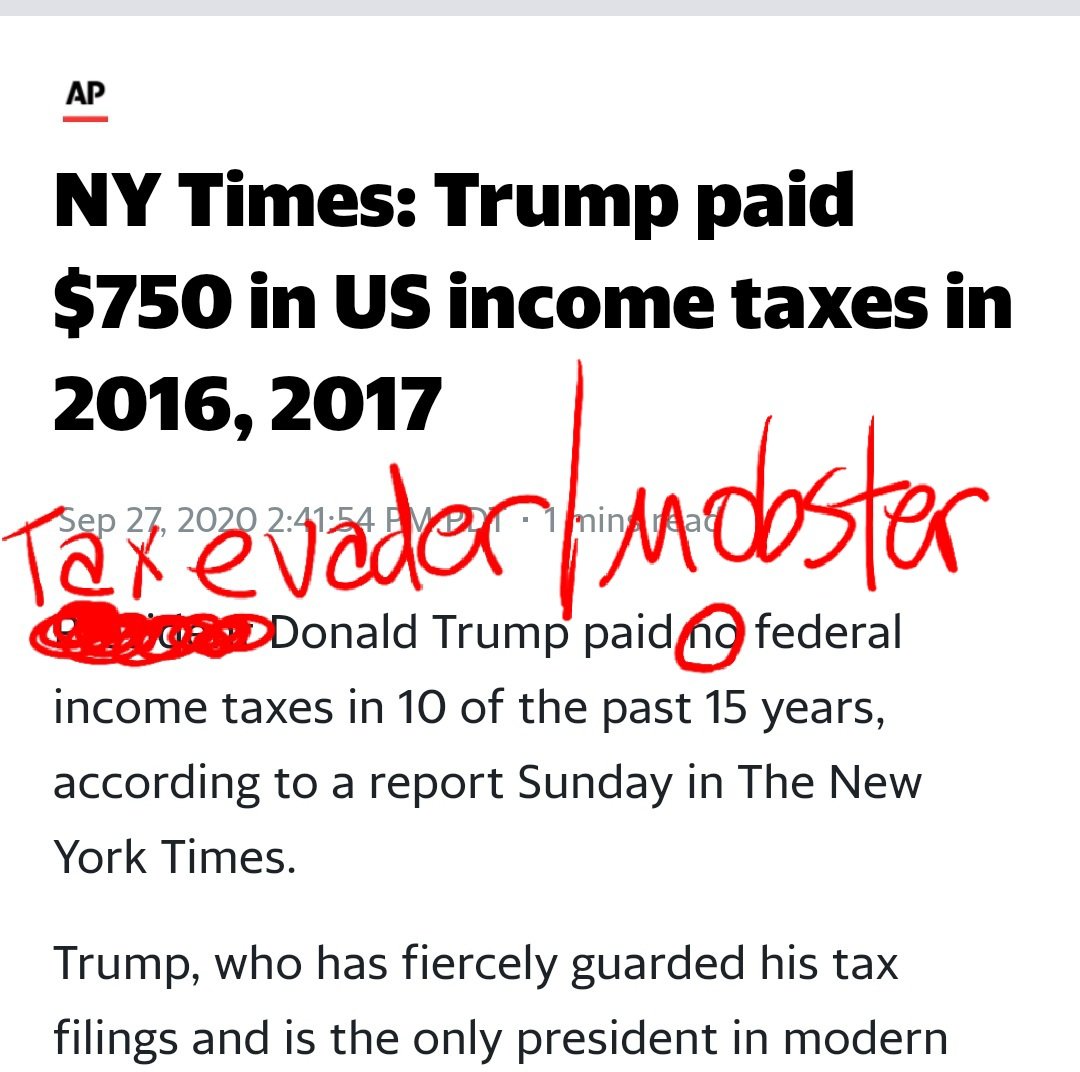 AP
NY Times: Trump paid
$750 in US income taxes in
2016, 2017
Sep 27, 2020 2:41:54 PM PDT · 1 mins read
Tax evader / Mobster
President Donald Trump paid no federal
income taxes in 10 of the past 15 years,
according to a report Sunday in The New
York Times.
Trump, who has fiercely guarded his tax
filings and is the only president in modern